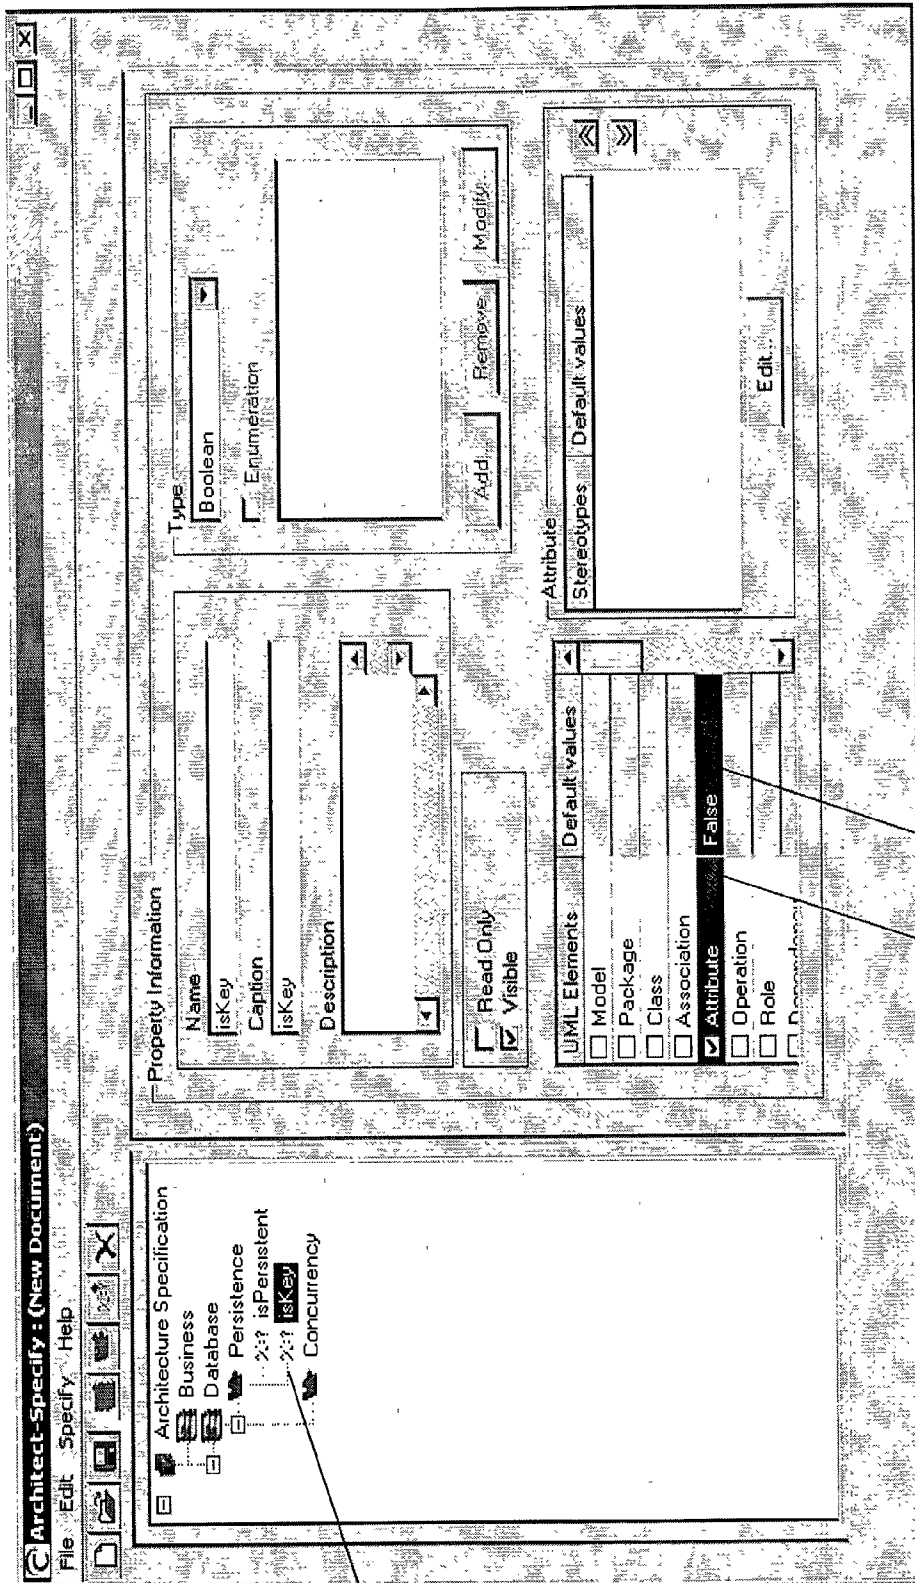 Architect-Specify : (New Document)
File Edit Specify Help
Architecture Specification
Business
Database
Persistence
isPersistent
isKey
Concurrency
Property Information
Name
isKey
Caption
isKey
Description
Read Only
Visible
Type
Boolean
Enumeration
Add... Remove Modify...
UML Elements Default values
Model
Package
Class
Association
Attribute False
Operation
Role
Dependency
Attribute
Stereotypes Default values
Edit...